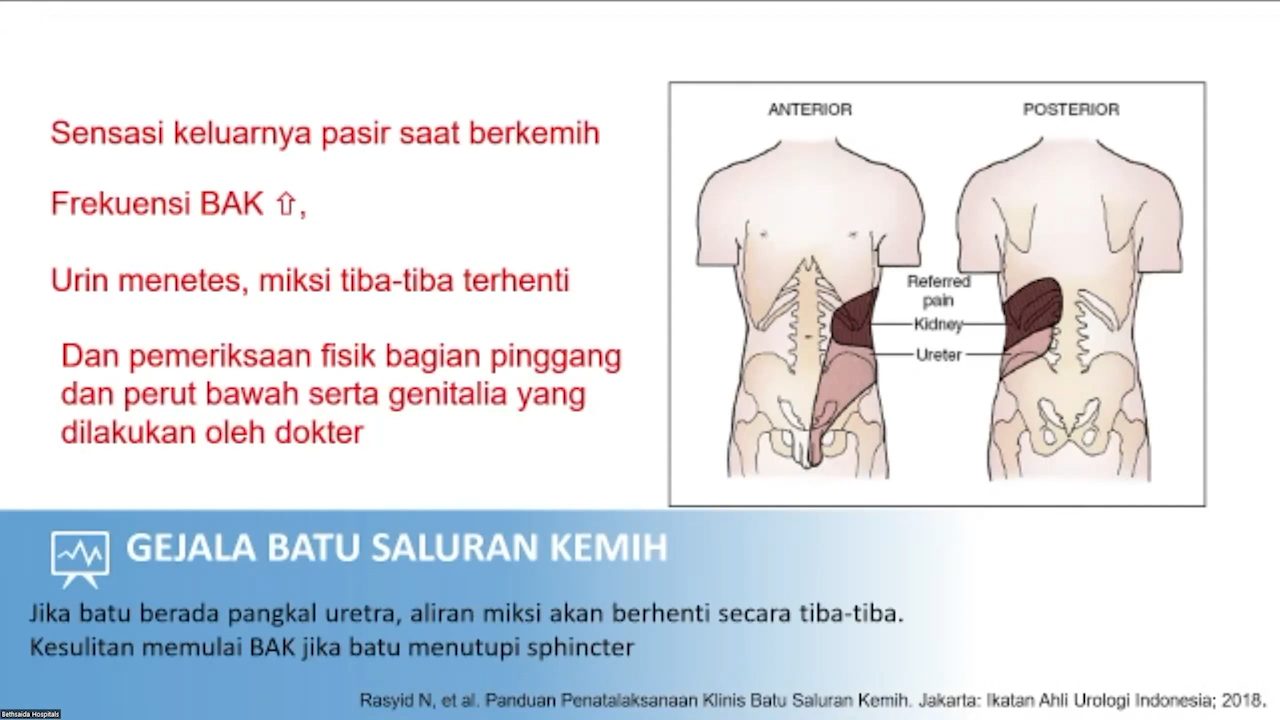 Sensasi keluarnya pasir saat berkemih
Frekuensi BAK ⇧,
Urin menetes, miksi tiba-tiba terhenti
Dan pemeriksaan fisik bagian pinggang
dan perut bawah serta genitalia yang
dilakukan oleh dokter
ANTERIOR
POSTERIOR
Referred
pain
Kidney
Ureter
GEJALA BATU SALURAN KEMIH
Jika batu berada pangkal uretra, aliran miksi akan berhenti secara tiba-tiba.
Kesulitan memulai BAK jika batu menutupi sphincter
Rasyid N, et al. Panduan Penatalaksanaan Klinis Batu Saluran Kemih. Jakarta: Ikatan Ahli Urologi Indonesia; 2018.
Bethsaida Hospitals